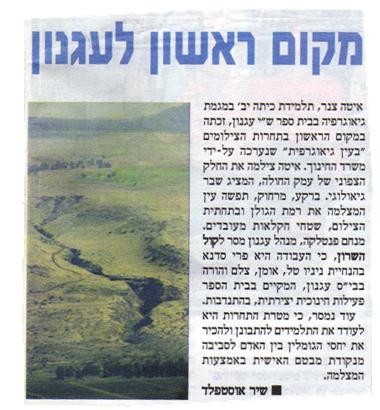 מקום ראשון לעגנון
איטה צנר, תלמידת כיתה יב' במגמת
גיאוגרפיה בבית ספר ש"י עגנון, זכתה
במקום הראשון בתחרות הצילומים
"בעין גיאוגרפית" שנערכה על-ידי
משרד החינוך. איטה צילמה את החלק
הצפוני של עמק החולה, המציג שבר
גיאולוגי. ברקע, מרחוק, תפשה עין
המצלמה את רמת הגולן ובתחתית
הצילום, שטחי חקלאות מעובדים.
מנחם פנטלקה, מנהל עגנון מסר לקול
השרון, כי העבודה היא פרי סדנא
בהנחיית ניניו טל, אומן, צלם והורה
בבי"ס עגנון, המקיים בבית הספר
פעילות חינוכית יצירתית, בהתנדבות.
עוד נמסר, כי מטרת התחרות היא
לעודד את התלמידים להתבונן ולהכיר
את יחסי הגומלין בין האדם לסביבה
מנקודת מבטם האישית באמצעות
המצלמה.
■ שיר אוסטפלד